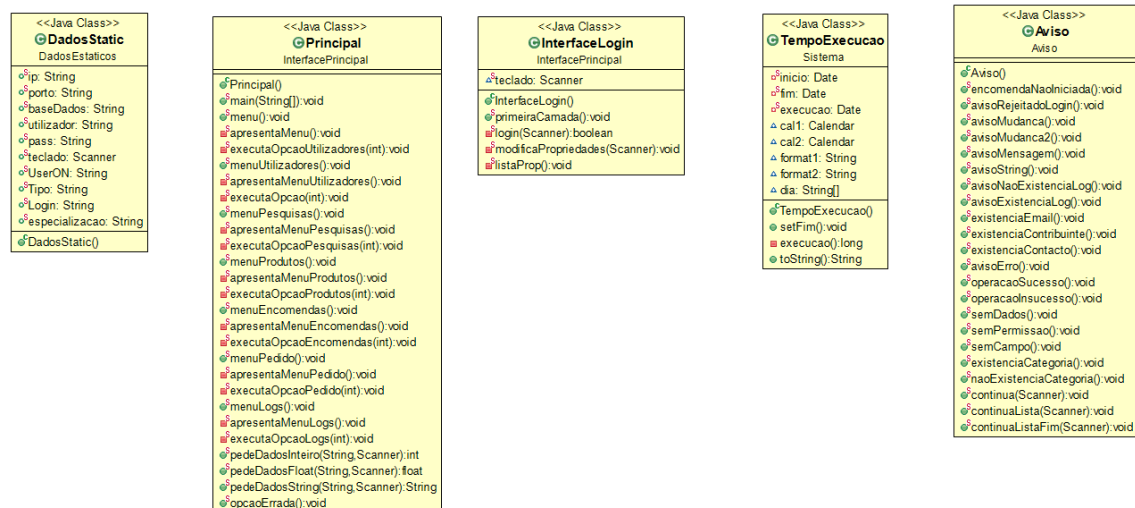 <<Java Class>>
DadosStatic
DadosEstaticos
ip: String
porto: String
baseDados: String
utilizador: String
pass: String
teclado: Scanner
UserON: String
Tipo: String
Login: String
especializacao: String
DadosStatic()
<<Java Class>>
Principal
InterfacePrincipal
Principal()
main(String[]):void
menu():void
apresentaMenu():void
executaOpcaoUtilizadores(int):void
menuUtilizadores():void
apresentaMenuUtilizadores():void
executaOpcao(int):void
menuPesquisas():void
apresentaMenuPesquisas():void
executaOpcaoPesquisas(int):void
menuProdutos():void
apresentaMenuProdutos():void
executaOpcaoProdutos(int):void
menuEncomendas():void
apresentaMenuEncomendas():void
executaOpcaoEncomendas(int):void
menuPedido():void
apresentaMenuPedido():void
executaOpcaoPedido(int):void
menuLogs():void
apresentaMenuLogs():void
executaOpcaoLogs(int):void
pedeDadosInteiro(String,Scanner):int
pedeDadosFloat(String,Scanner):float
pedeDadosString(String,Scanner):String
opcaoErrada():void
<<Java Class>>
InterfaceLogin
InterfacePrincipal
teclado: Scanner
InterfaceLogin()
primeiraCamada():void
login(Scanner):boolean
modificaPropriedades(Scanner):void
listaProp():void
<<Java Class>>
TempoExecucao
Sistema
inicio: Date
fim: Date
execucao: Date
cal1: Calendar
cal2: Calendar
format1: String
format2: String
dia: String[]
TempoExecucao()
setFim():void
execucao():long
toString():String
<<Java Class>>
Aviso
Aviso
Aviso()
encomendaNaoIniciada():void
avisoRejeitadoLogin():void
avisoMudanca():void
avisoMudanca2():void
avisoMensagem():void
avisoString():void
avisoNaoExistenciaLog():void
avisoExistenciaLog():void
existenciaEmail():void
existenciaContribuinte():void
existenciaContacto():void
avisoErro():void
operacaoSucesso():void
operacaoInsucesso():void
semDados():void
semPermissao():void
semCampo():void
existenciaCategoria():void
naoExistenciaCategoria():void
continua(Scanner):void
continuaLista(Scanner):void
continuaListaFim(Scanner):void